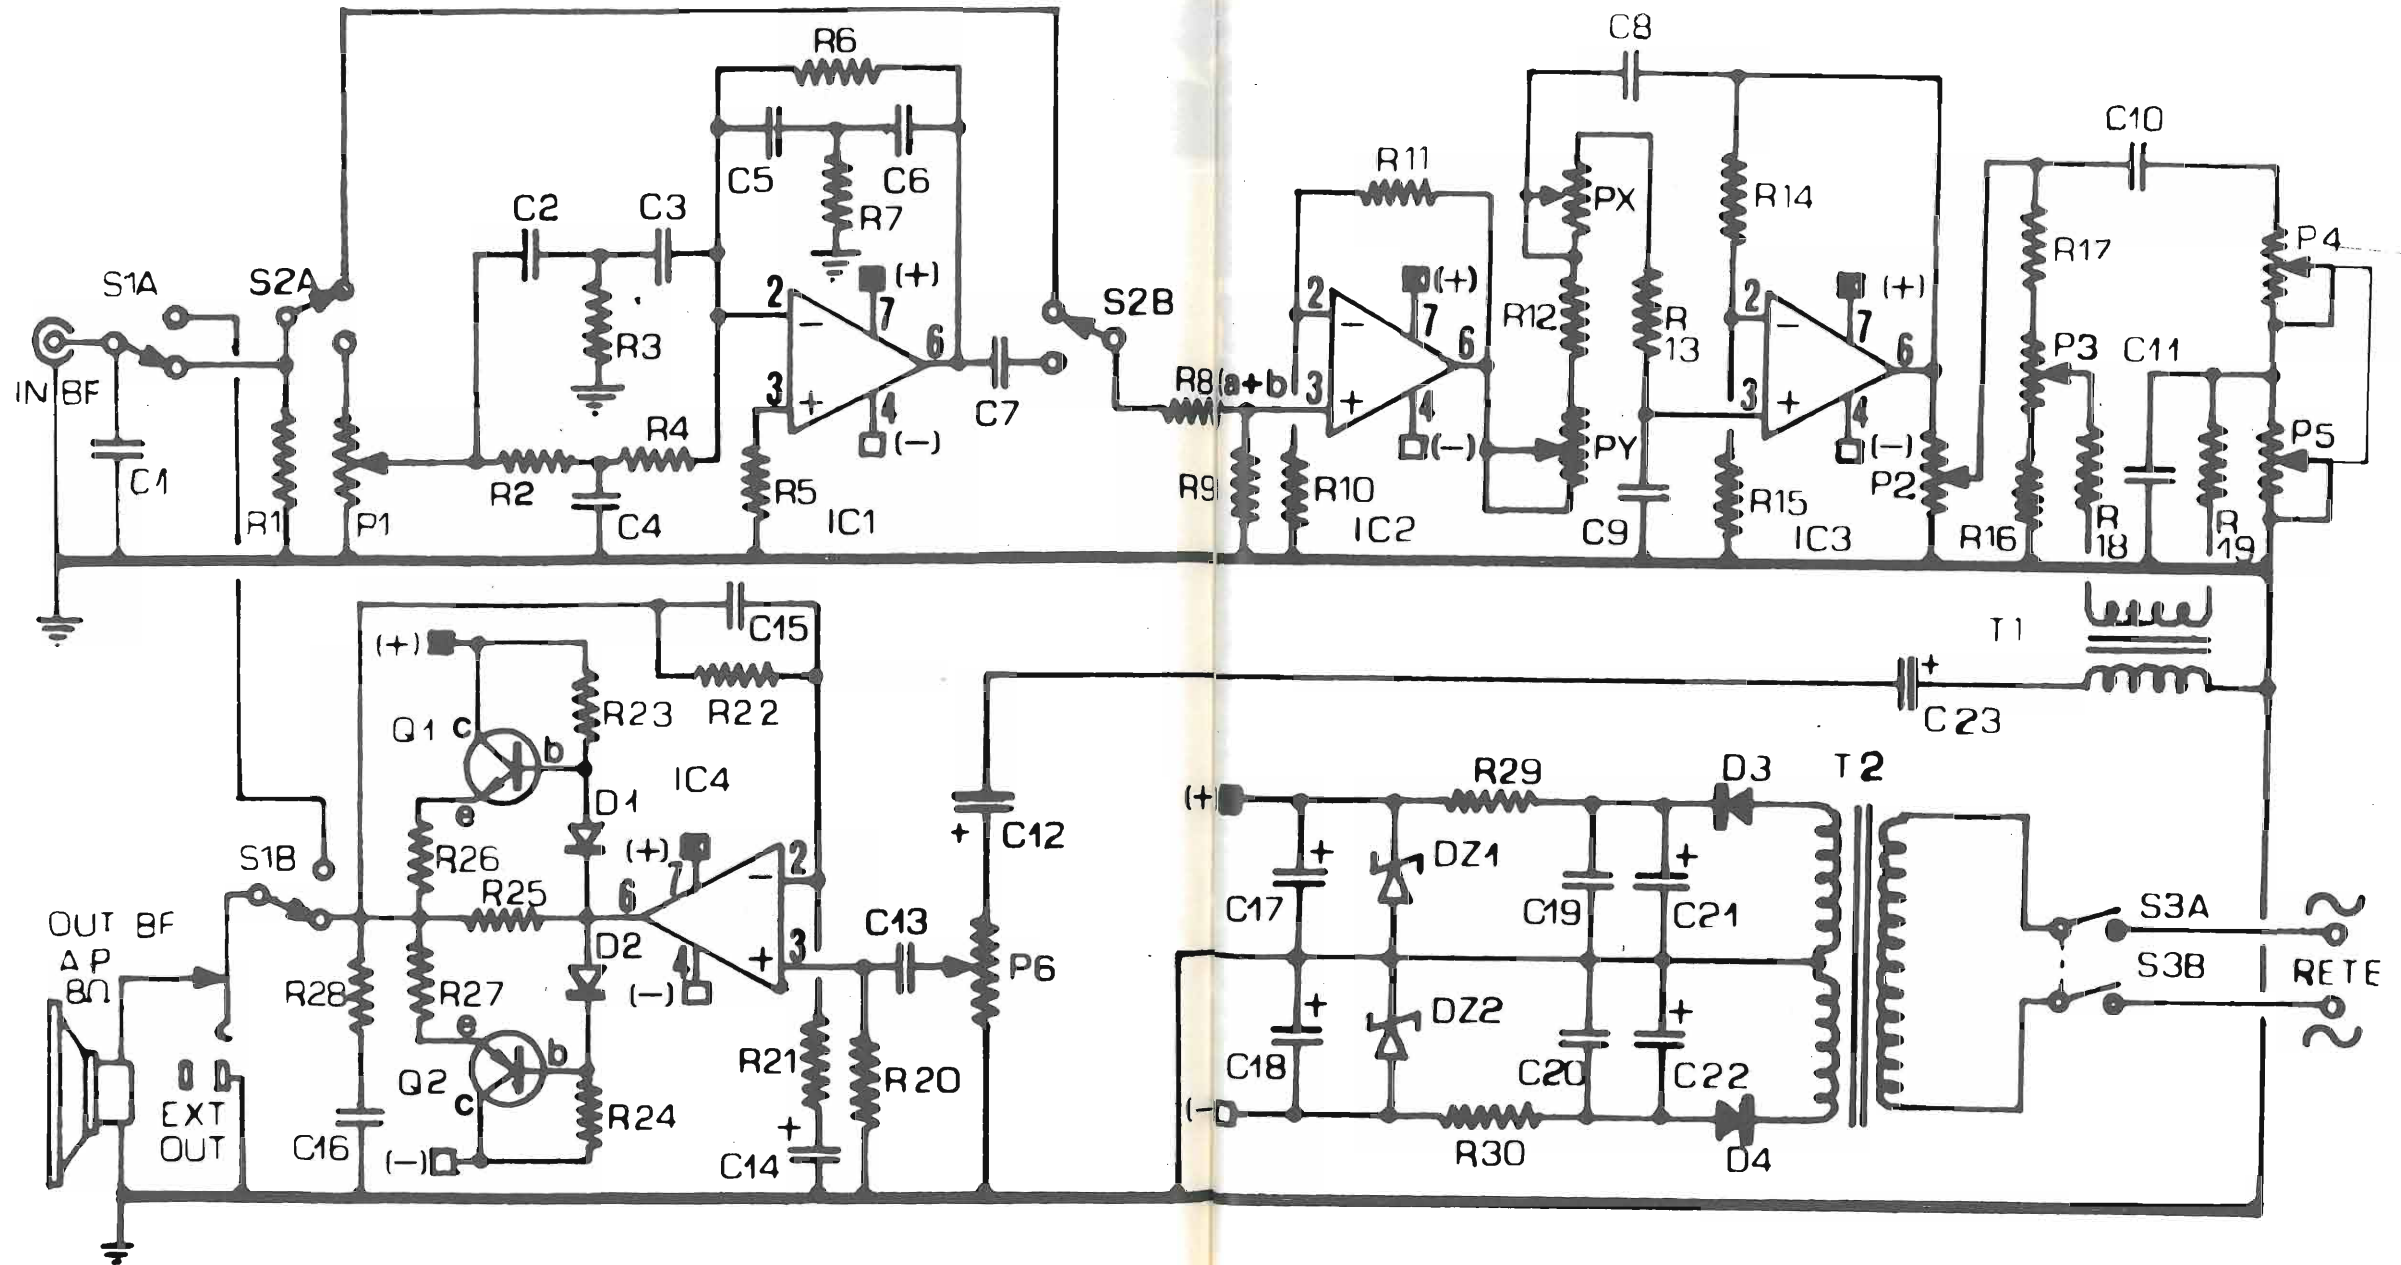 C8
R6
C10
C5
C6
R11
R7
PX
R14
C2
C3
R17
P4
S1A
S2A
(+)
(+)
(+)
2
7
S2B
2
7
R12
R
13
2
7
R3
6
6
6
P3
C11
IN BF
3
4
(-)
C7
R8(a+b
3
4
(-)
PY
3
4
(-)
P5
C1
R1
P1
R2
R4
C4
R5
IC1
R9
R10
IC2
C9
R15
IC3
P2
R16
R
18
R
19
C15
T1
(+)
R23
R22
C23
Q1
c
b
e
IC4
D1
R29
D3
T2
(+)
C12
+
S1B
R26
(+)
7
2
+
DZ1
+
R25
6
C17
C19
C21
S3A
OUT BF
AP
8Ω
D2
4
3
C13
P6
S3B
RETE
R28
R27
(-)
+
DZ2
+
e
b
Q2
c
R21
R20
C18
C20
C22
EXT
OUT
R24
+
(-
C16
(-)
C14
R30
D4